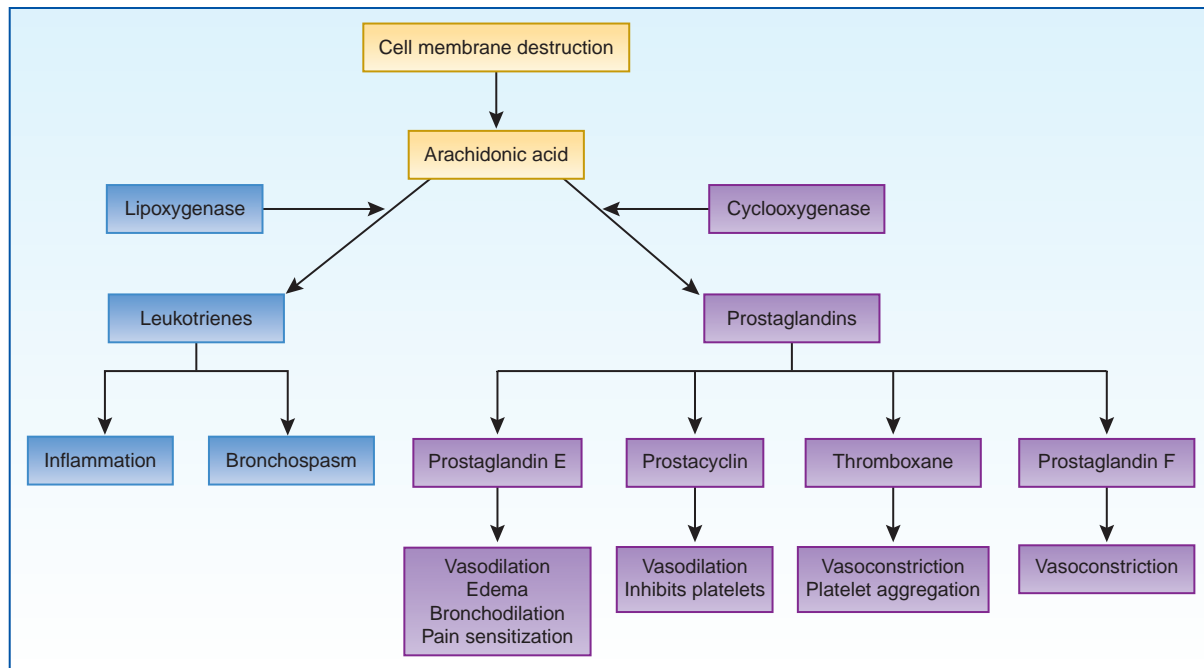 Cell membrane destruction
Arachidonic acid
Lipoxygenase
Cyclooxygenase
Leukotrienes
Prostaglandins
Inflammation
Bronchospasm
Prostaglandin E
Prostacyclin
Thromboxane
Prostaglandin F
Vasodilation
Edema
Bronchodilation
Pain sensitization
Vasodilation
Inhibits platelets
Vasoconstriction
Platelet aggregation
Vasoconstriction